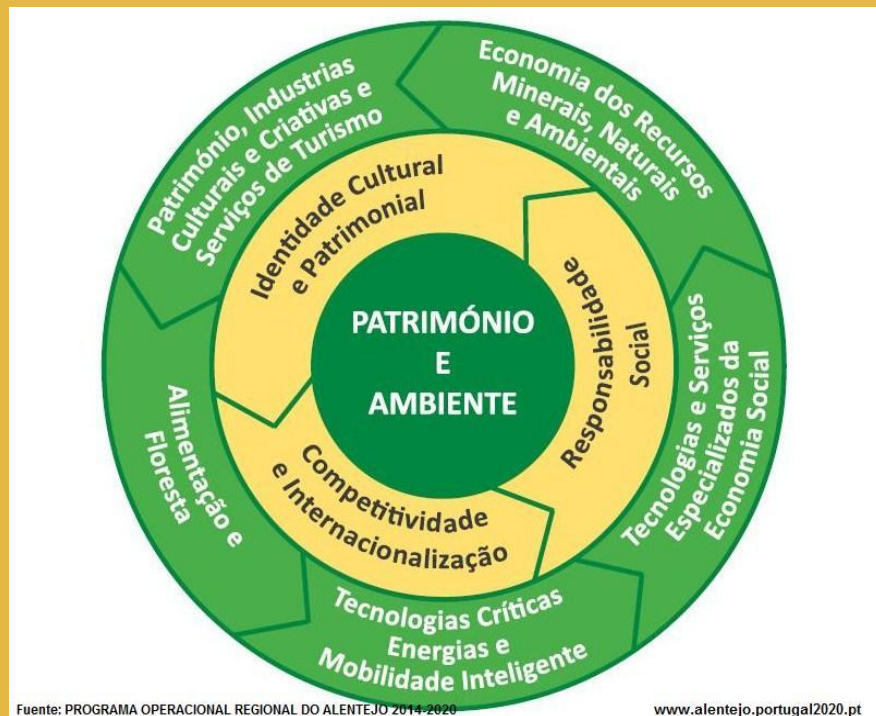 Património, Industrias
Culturais e Criativas e
Serviços de Turismo
Economia dos Recursos
Minerais, Naturais
e Ambientais
Identidade Cultural
e Patrimonial
Responsabilidade
Social
PATRIMÓNIO
E
AMBIENTE
Tecnologias e Serviços
Especializados da
Economia Social
Alimentação e
Floresta
Competitividade
e Internacionalização
Tecnologias Críticas
Energias e
Mobilidade Inteligente
Fuente: PROGRAMA OPERACIONAL REGIONAL DO ALENTEJO 2014-2020
www.alentejo.portugal2020.pt